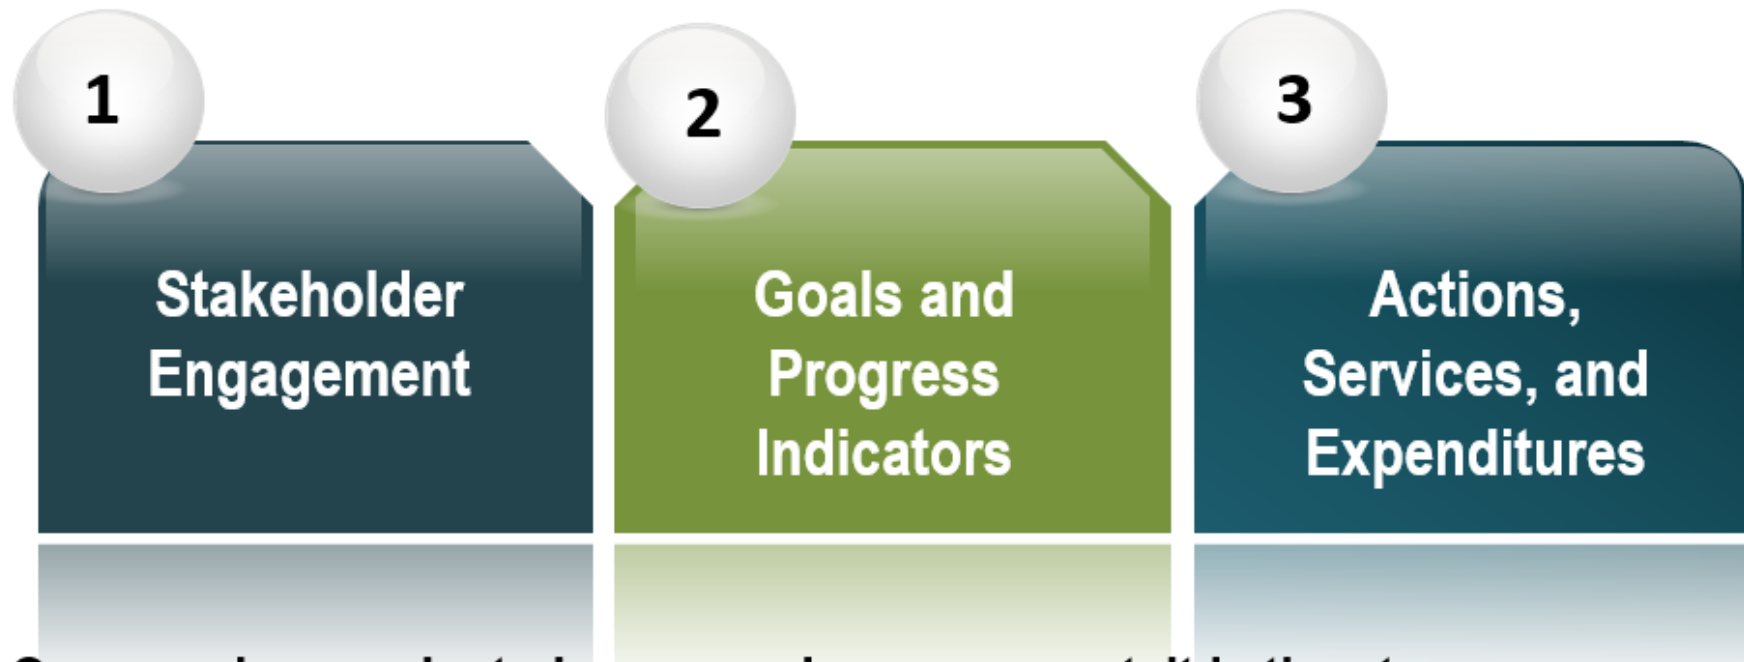 1
Stakeholder
Engagement
2
Goals and
Progress
Indicators
3
Actions,
Services, and
Expenditures